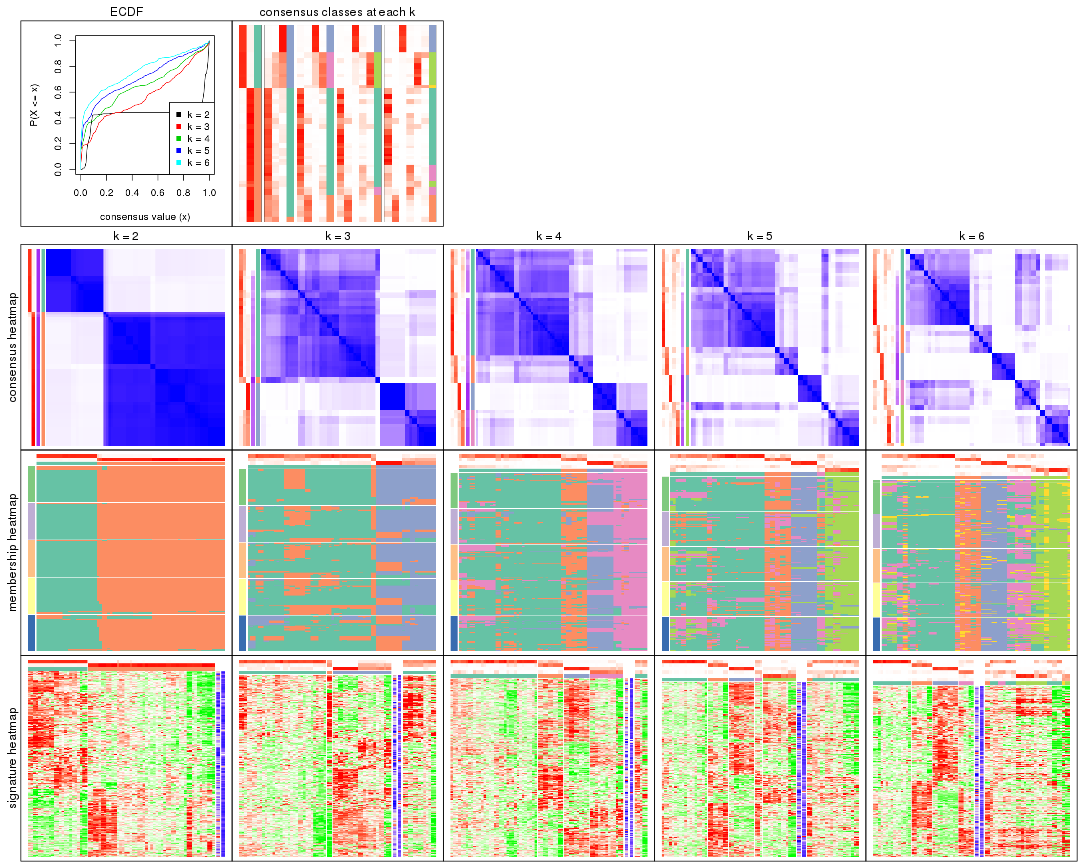 ECDF
consensus classes at each k
P(X <= x)
0.0
0.2
0.4
0.6
0.8
1.0
k = 2
k = 3
k = 4
k = 5
k = 6
0.0 0.2 0.4 0.6 0.8 1.0
consensus value (x)
k = 2 k = 3 k = 4 k = 5 k = 6
consensus heatmap
membership heatmap
signature heatmap